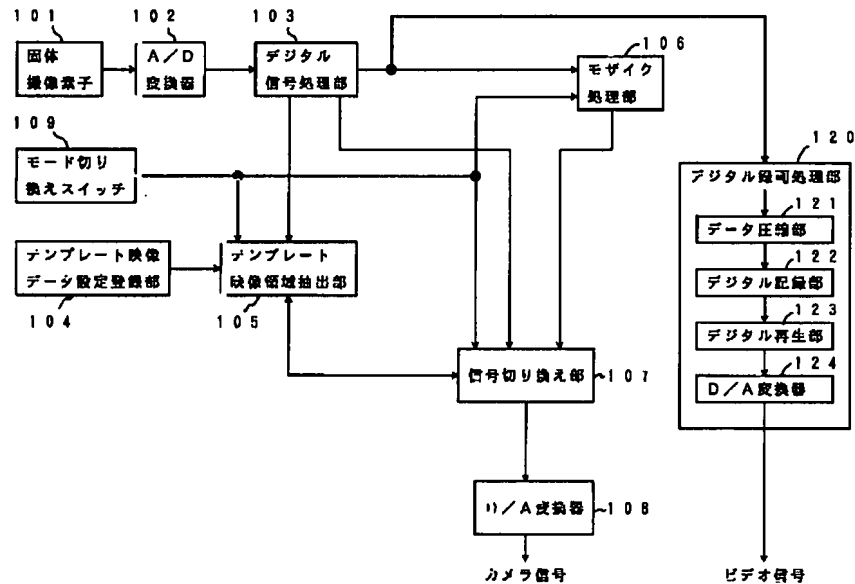 101
固体
撮像素子
102
A/D
変換器
103
デジタル
信号処理部
106
モザイク
処理部
109
モード切り
換えスイッチ
テンプレート映像
データ設定登録部
104
テンプレート
映像領域抽出部
105
信号切り換え部
107
D/A変換器
108
カメラ信号
120
デジタル録画処理部
121
データ圧縮部
122
デジタル記録部
123
デジタル再生部
124
D/A変換器
ビデオ信号